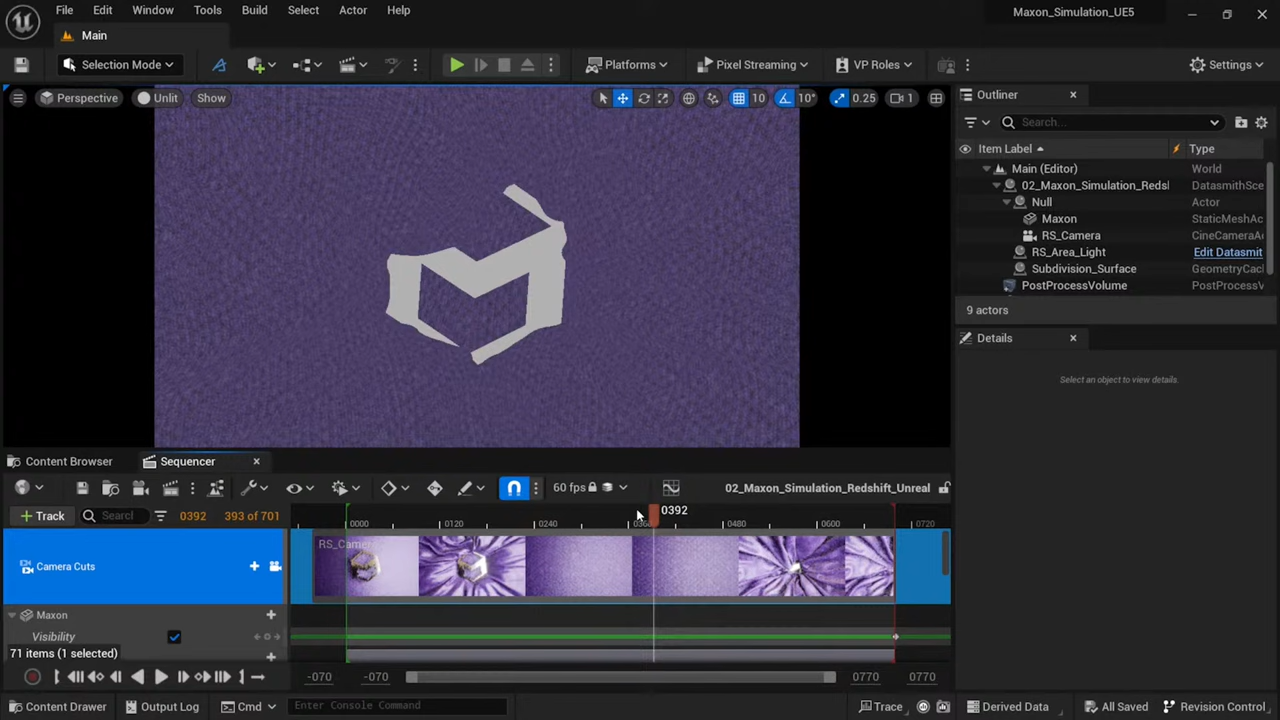 File Edit Window Tools Build Select Actor Help
Maxon_Simulation_UE5
Main
Selection Mode
Platforms
Pixel Streaming
VP Roles
Settings
Perspective
Unlit
Show
10
10°
0.25
1
Outliner
Search...
Item Label
Type
Main (Editor) World
02_Maxon_Simulation_Redsl DatasmithSce
Null Actor
Maxon StaticMeshAc
RS_Camera CineCameraAc
RS_Area_Light Edit Datasmit
Subdivision_Surface GeometryCac
PostProcessVolume PostProcessV
9 actors
Details
Select an object to view details.
Content Browser
Sequencer
60 fps
02_Maxon_Simulation_Redshift_Unreal
Track
Search
0392
393 of 701
0392
0000 0120 0240 0360 0480 0600 0720
Camera Cuts
RS_Camera
Maxon
Visibility
71 items (1 selected)
-070
-070
0770
0770
Content Drawer
Output Log
Cmd
Enter Console Command
Trace
Derived Data
All Saved
Revision Control